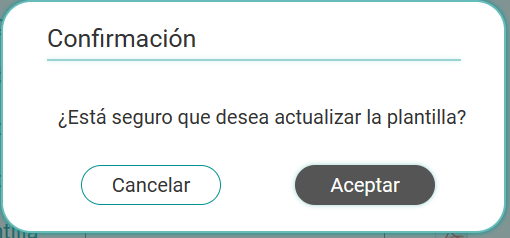 Confirmación
¿Está seguro que desea actualizar la plantilla?
Cancelar
Aceptar